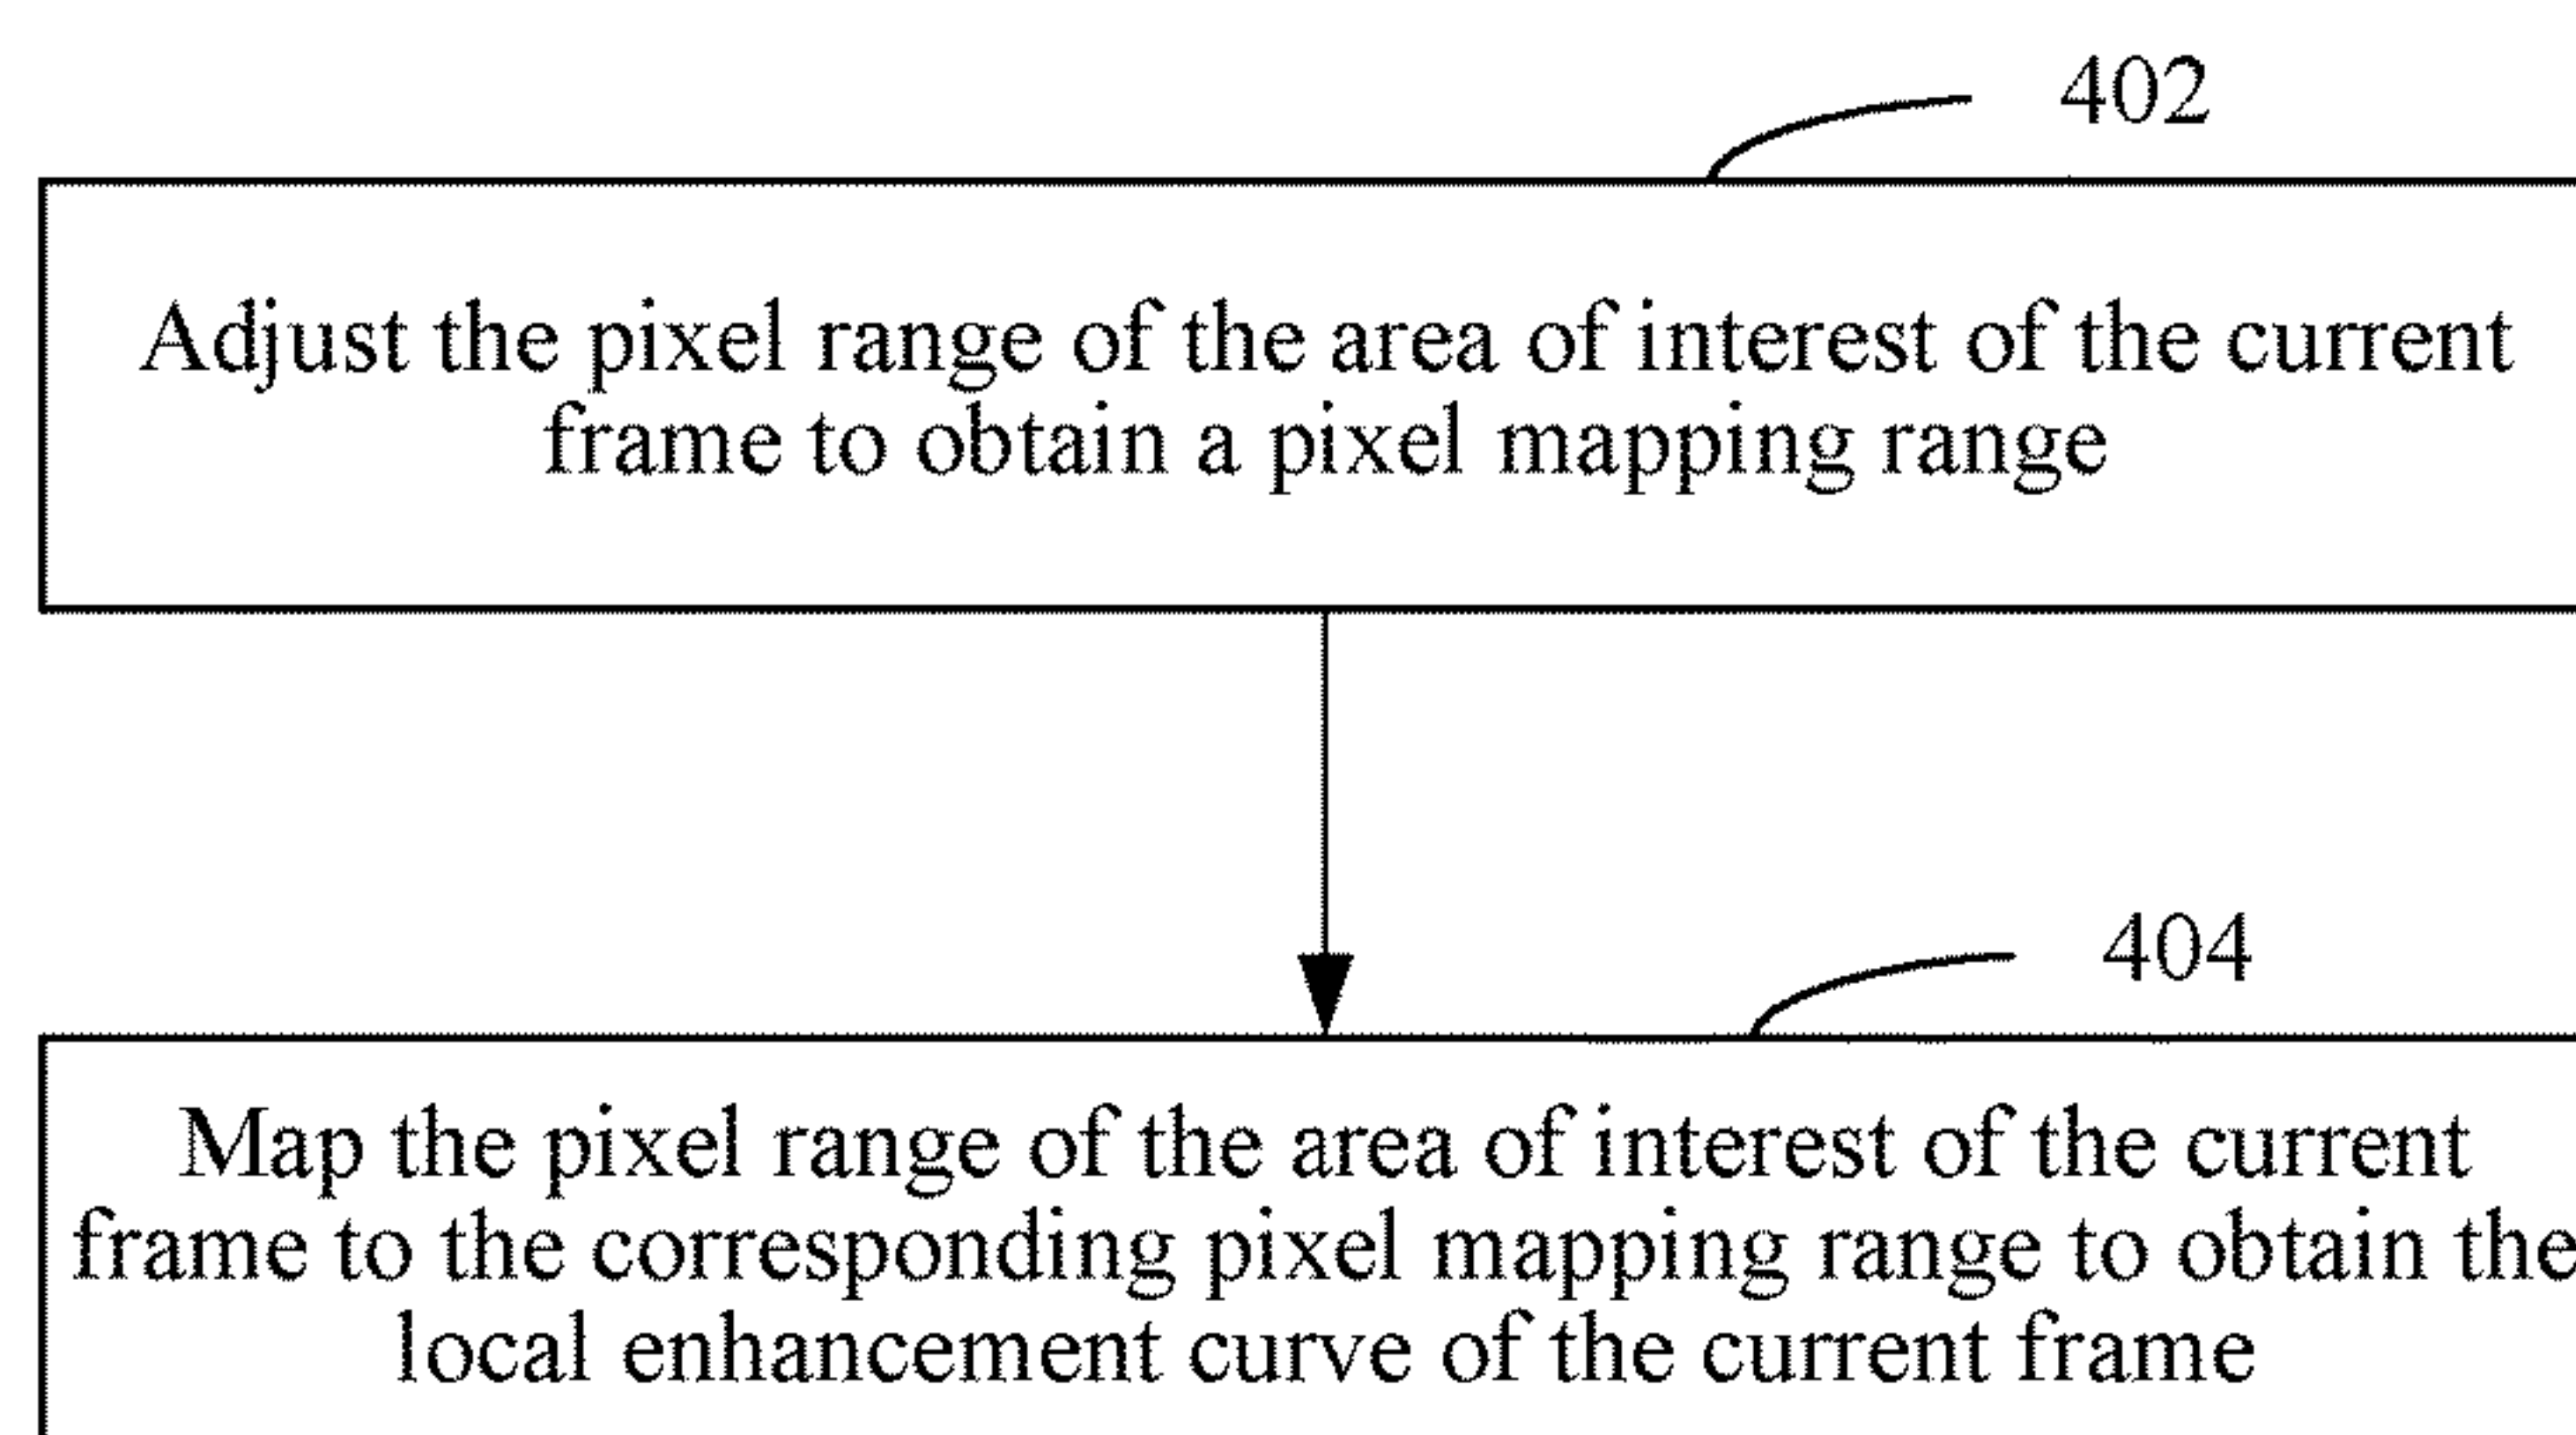 402
Adjust the pixel range of the area of interest of the current
frame to obtain a pixel mapping range
404
Map the pixel range of the area of interest of the current
frame to the corresponding pixel mapping range to obtain the
local enhancement curve of the current frame